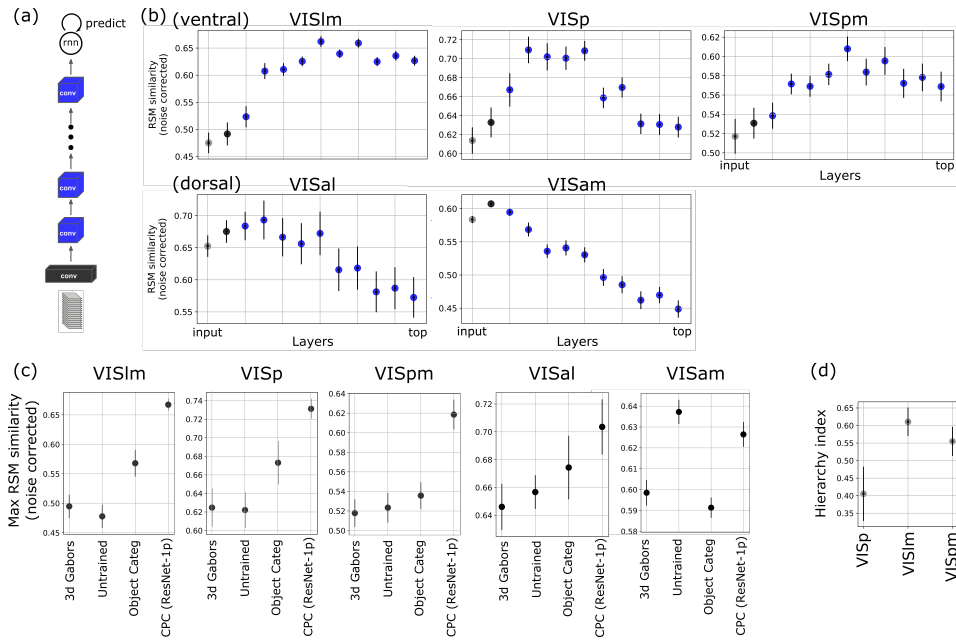 (a)
predict
rnn
conv
conv
conv
conv
(b)
(ventral)
VISlm
VISp
VISpm
RSM similarity
(noise corrected)
0.65
0.60
0.55
0.50
0.45
0.72
0.70
0.68
0.66
0.64
0.62
0.60
0.62
0.60
0.58
0.56
0.54
0.52
0.50
input
top
Layers
(dorsal)
VISal
VISam
RSM similarity
(noise corrected)
0.70
0.65
0.60
0.55
0.60
0.55
0.50
0.45
input
top
Layers
input
top
Layers
(c)
VISlm
VISp
VISpm
VISal
VISam
Max RSM similarity
(noise corrected)
0.65
0.60
0.55
0.50
0.45
0.74
0.72
0.70
0.68
0.66
0.64
0.62
0.60
0.64
0.62
0.60
0.58
0.56
0.54
0.52
0.50
0.72
0.70
0.68
0.66
0.64
0.64
0.63
0.62
0.61
0.60
0.59
0.58
3d Gabors
Untrained
Object Categ
CPC (ResNet-1p)
3d Gabors
Untrained
Object Categ
CPC (ResNet-1p)
3d Gabors
Untrained
Object Categ
CPC (ResNet-1p)
3d Gabors
Untrained
Object Categ
CPC (ResNet-1p)
3d Gabors
Untrained
Object Categ
CPC (ResNet-1p)
(d)
Hierarchy index
0.65
0.60
0.55
0.50
0.45
0.40
0.35
VISp
VISlm
VISpm